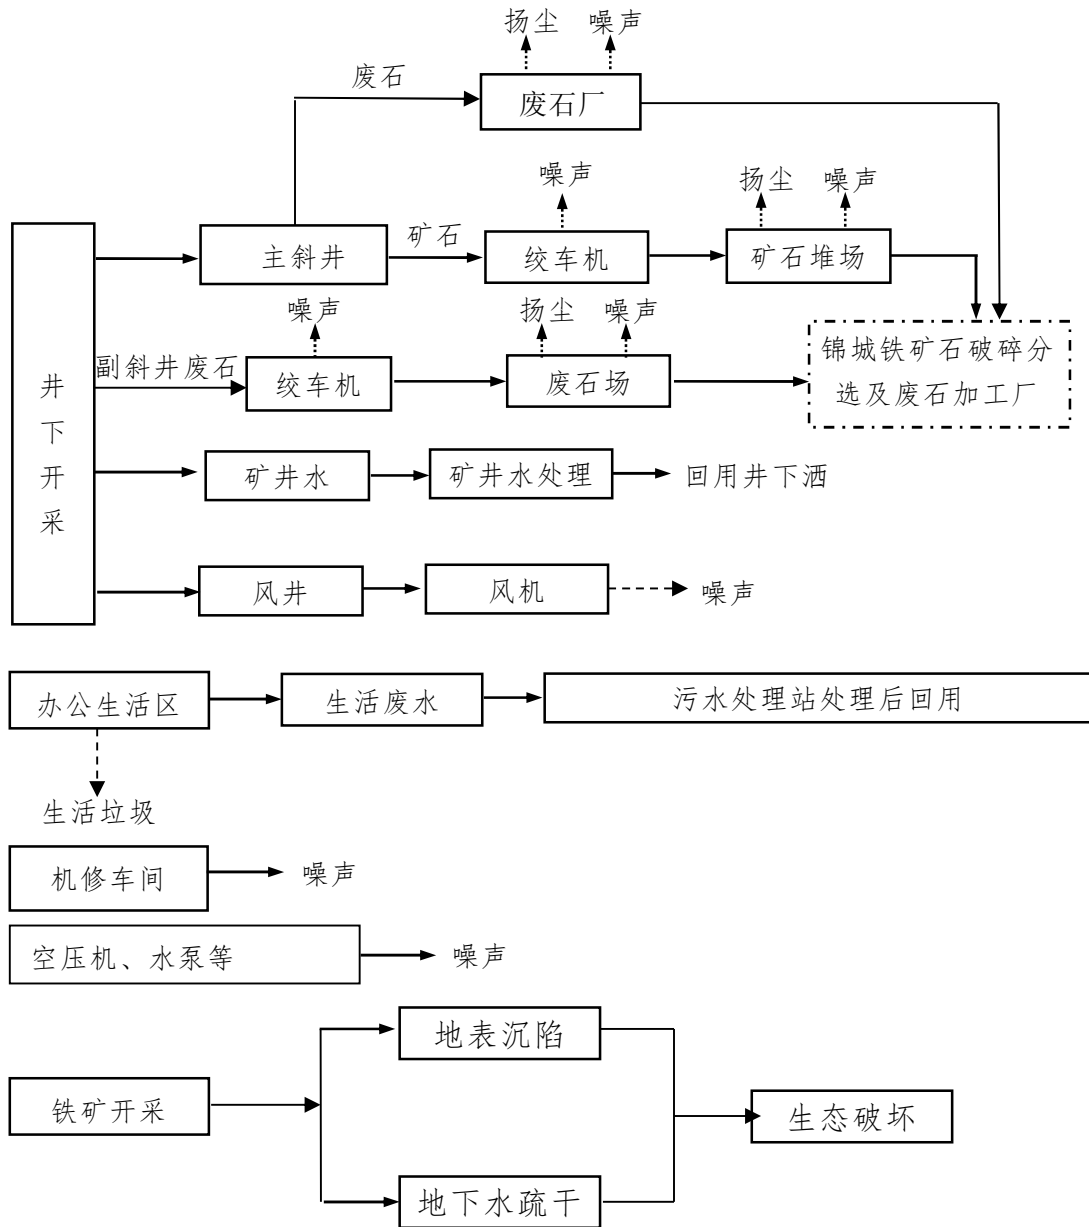 扬尘 噪声
废石
废石厂
噪声
扬尘 噪声
主斜井
矿石
绞车机
矿石堆场
噪声
扬尘 噪声
锦城铁矿石破碎分
选及废石加工厂
井
下
开
采
副斜井废石
绞车机
废石场
矿井水
矿井水处理
回用井下洒
风井
风机
噪声
办公生活区
生活废水
污水处理站处理后回用
生活垃圾
机修车间
噪声
空压机、水泵等
噪声
地表沉陷
铁矿开采
生态破坏
地下水疏干